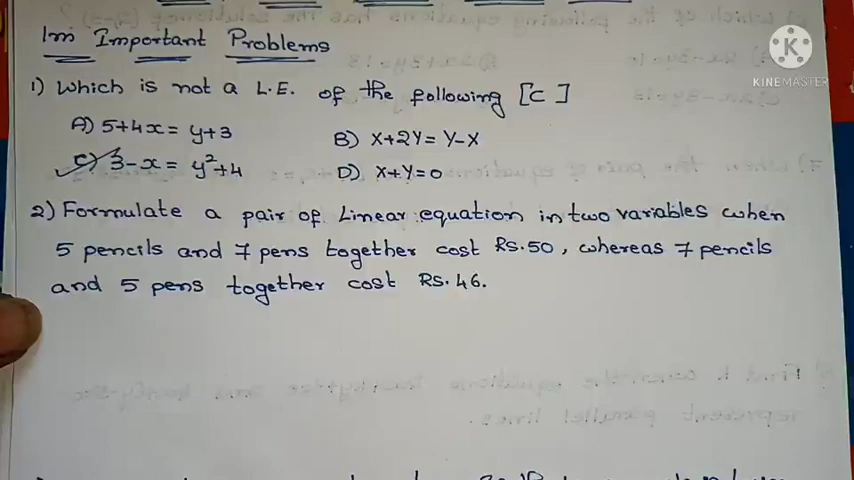 1m Important Problems
KINEMASTER
1) Which is not a L.E. of the following [C]
A) 5+4x = y+3
B) X+2Y = Y-X
C) 3-x = y²+4
D) X+Y=0
2) Formulate a pair of Linear equation in two variables when
5 pencils and 7 pens together cost Rs.50, whereas 7 pencils
and 5 pens together cost Rs.46.